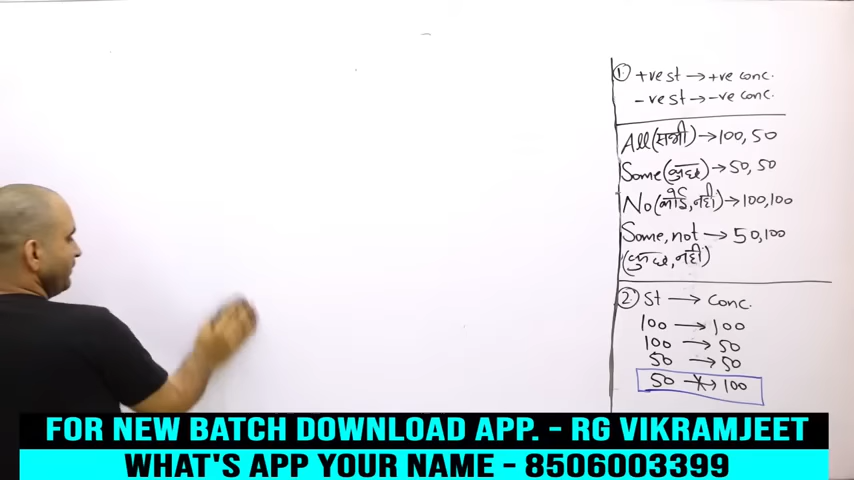 ① +ve st → +ve conc.
-ve st → -ve conc.
All (सभी) → 100, 50
Some (कुछ) → 50, 50
No (कोई, नहीं) → 100, 100
Some, not → 50, 100
(कुछ, नहीं)
② St → Conc.
100 → 100
100 → 50
50 → 50
50 ↛ 100
FOR NEW BATCH DOWNLOAD APP. - RG VIKRAMJEET
WHAT'S APP YOUR NAME - 8506003399